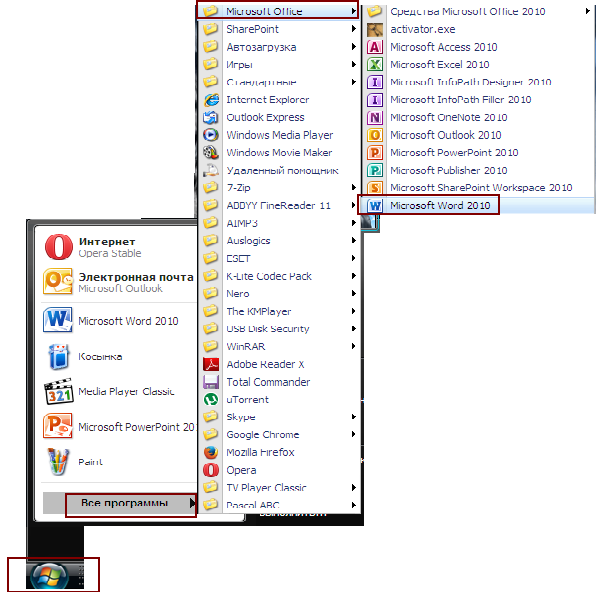 Microsoft Office
SharePoint
Автозагрузка
Игры
Стандартные
Internet Explorer
Outlook Express
Windows Media Player
Windows Movie Maker
Удаленный помощник
7-Zip
ABBYY FineReader 11
AIMP3
Auslogics
ESET
K-Lite Codec Pack
Nero
The KMPlayer
USB Disk Security
WinRAR
Adobe Reader X
Total Commander
uTorrent
Skype
Google Chrome
Mozilla Firefox
Opera
TV Player Classic
Pascal ABC
Средства Microsoft Office 2010
activator.exe
Microsoft Access 2010
Microsoft Excel 2010
Microsoft InfoPath Designer 2010
Microsoft InfoPath Filler 2010
Microsoft OneNote 2010
Microsoft Outlook 2010
Microsoft PowerPoint 2010
Microsoft Publisher 2010
Microsoft SharePoint Workspace 2010
Microsoft Word 2010
Интернет
Opera Stable
Электронная почта
Microsoft Outlook
Microsoft Word 2010
Косынка
Media Player Classic
Microsoft PowerPoint 20
Paint
Все программы